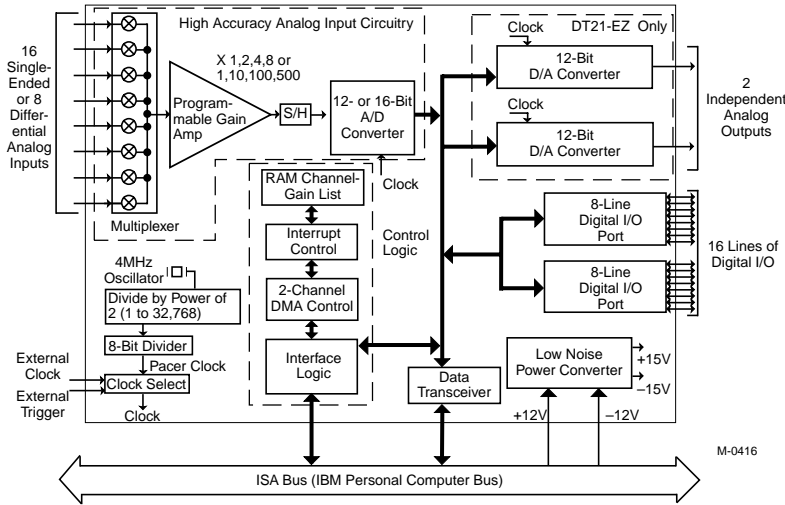 High Accuracy Analog Input Circuitry
DT21-EZ Only
16
Single-
Ended
or 8
Differ-
ential
Analog
Inputs
Multiplexer
X 1,2,4,8 or
1,10,100,500
Program-
mable Gain
Amp
S/H
12- or 16-Bit
A/D
Converter
Clock
Clock
12-Bit
D/A Converter
Clock
12-Bit
D/A Converter
2
Independent
Analog
Outputs
RAM Channel-
Gain List
Interrupt
Control
2-Channel
DMA Control
Interface
Logic
Control
Logic
8-Line
Digital I/O
Port
8-Line
Digital I/O
Port
16 Lines of
Digital I/O
4MHz
Oscillator
Divide by Power of
2 (1 to 32,768)
8-Bit Divider
Pacer Clock
External
Clock
Clock Select
External
Trigger
Clock
Data
Transceiver
Low Noise
Power Converter
+15V
–15V
+12V
–12V
M-0416
ISA Bus (IBM Personal Computer Bus)